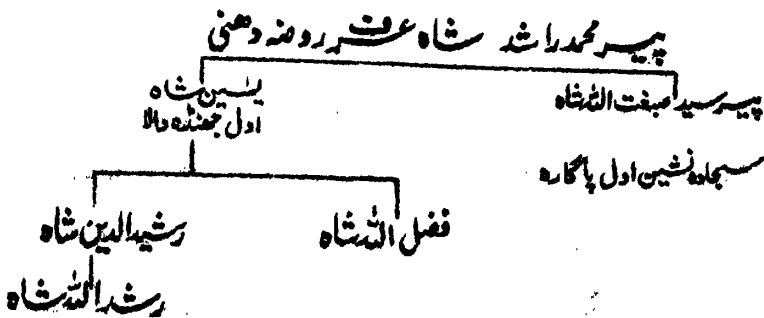 پیر محمد راشد شاہ عرف روضہ دھنی
پیر سید صبغت اللہ شاہ
سجادہ نشین اول پاگارہ
یٰسین شاہ
اول جھنڈہ والا
فضل اللہ شاہ
رشید الدین شاہ
رشد اللہ شاہ